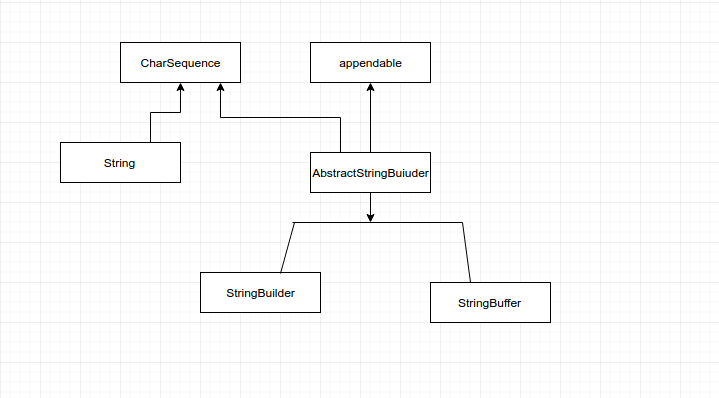 CharSequence
appendable
String
AbstractStringBuiuder
StringBuilder
StringBuffer